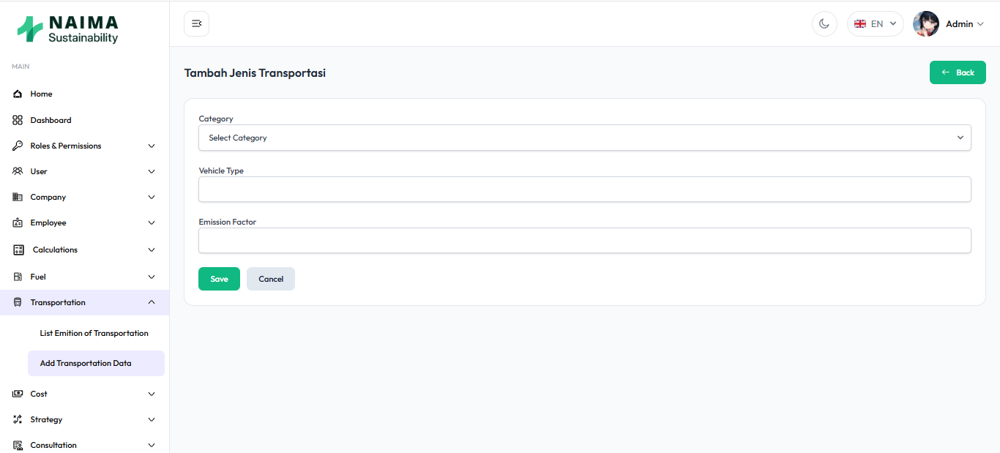 NAIMA
Sustainability
EN
Admin
MAIN
Home
Dashboard
Roles & Permissions
User
Company
Employee
Calculations
Fuel
Transportation
List Emition of Transportation
Add Transportation Data
Cost
Strategy
Consultation
Tambah Jenis Transportasi
Back
Category
Select Category
Vehicle Type
Emission Factor
Save
Cancel